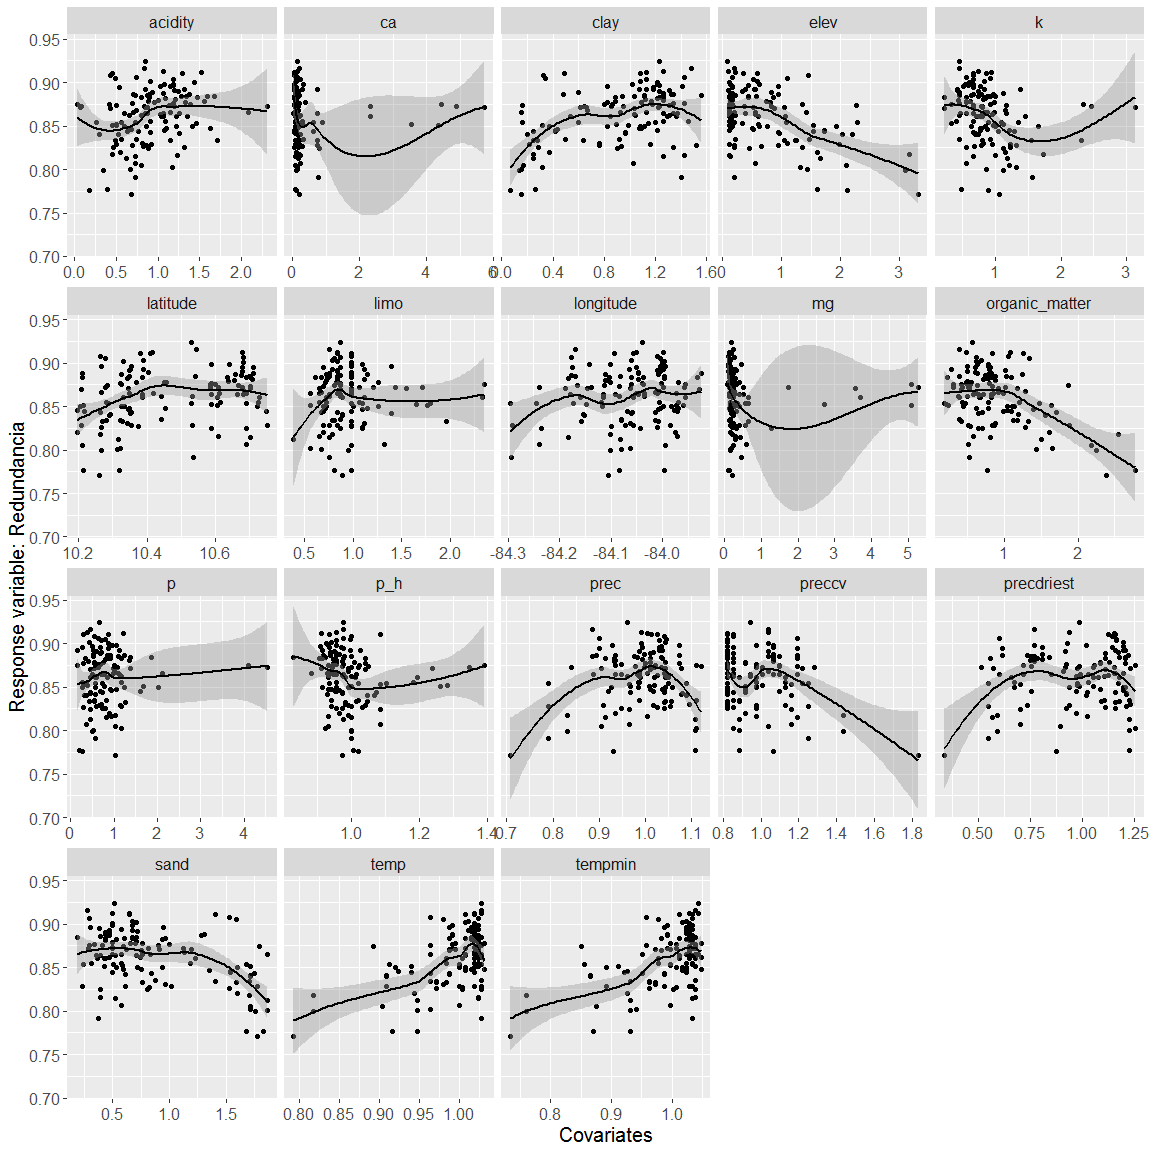 acidity ca clay elev k
0.95
0.90
0.85
0.80
0.75
0.70
0.0 0.5 1.0 1.5 2.0 0 2 4 6 0.0 0.4 0.8 1.2 1.6 0 1 2 3 1 2 3
latitude limo longitude mg organic_matter
0.95
0.90
0.85
0.80
0.75
0.70
10.2 10.4 10.6 0.5 1.0 1.5 2.0 -84.3 -84.2 -84.1 -84.0 0 1 2 3 4 5 1 2
p p_h prec preccv precdriest
0.95
0.90
0.85
0.80
0.75
0.70
0 1 2 3 4 1.0 1.2 1.4 0.7 0.8 0.9 1.0 1.1 0.8 1.0 1.2 1.4 1.6 1.8 0.50 0.75 1.00 1.25
sand temp tempmin
0.95
0.90
0.85
0.80
0.75
0.70
0.5 1.0 1.5 0.80 0.85 0.90 0.95 1.00 0.8 0.9 1.0
Response variable: Redundancia
Covariates